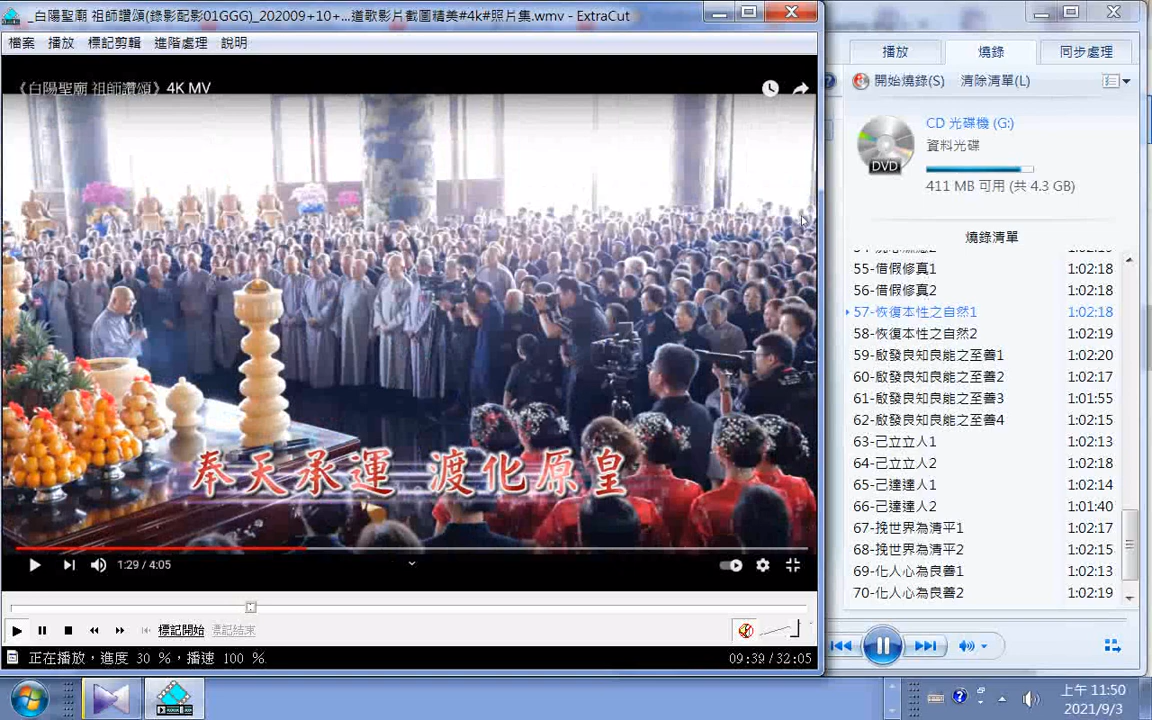 _白陽聖廟 祖師讚頌(錄影配影01GGG)_202009+10+...道歌影片截圖精美#4k#照片集.wmv - ExtraCut
檔案 播放 標記剪輯 進階處理 說明
《白陽聖廟 祖師讚頌》4K MV
奉天承運 渡化原皇
1:29 / 4:05
標記開始 標記結束
正在播放，進度 30 %，播速 100 %
09:39 / 32:05
播放 燒錄 同步處理
開始燒錄(S) 清除清單(L)
CD 光碟機 (G:)
資料光碟
DVD
411 MB 可用 (共 4.3 GB)
燒錄清單
55-借假修真1 1:02:18
56-借假修真2 1:02:18
57-恢復本性之自然1 1:02:18
58-恢復本性之自然2 1:02:19
59-啟發良知良能之至善1 1:02:20
60-啟發良知良能之至善2 1:02:17
61-啟發良知良能之至善3 1:01:55
62-啟發良知良能之至善4 1:02:15
63-己立立人1 1:02:13
64-己立立人2 1:02:18
65-己達達人1 1:02:14
66-己達達人2 1:01:40
67-挽世界為清平1 1:02:17
68-挽世界為清平2 1:02:15
69-化人心為良善1 1:02:13
70-化人心為良善2 1:02:19
上午 11:50
2021/9/3